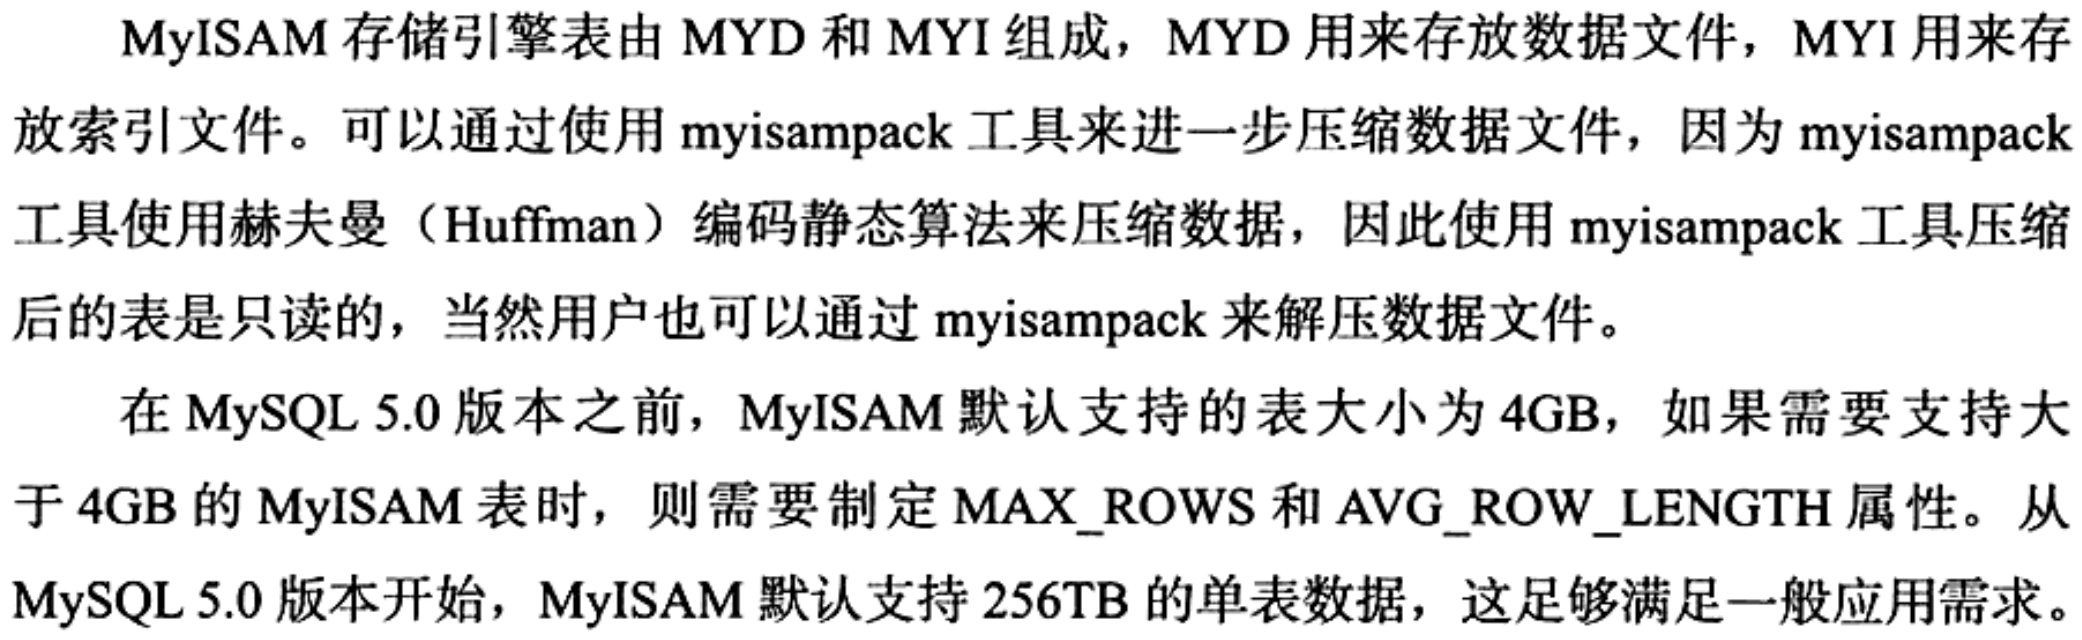 MyISAM 存储引擎表由 MYD 和 MYI 组成，MYD 用来存放数据文件，MYI 用来存
放索引文件。可以通过使用 myisampack 工具来进一步压缩数据文件，因为 myisampack
工具使用赫夫曼（Huffman）编码静态算法来压缩数据，因此使用 myisampack 工具压缩
后的表是只读的，当然用户也可以通过 myisampack 来解压数据文件。
在 MySQL 5.0 版本之前，MyISAM 默认支持的表大小为 4GB，如果需要支持大
于 4GB 的 MyISAM 表时，则需要制定 MAX_ROWS 和 AVG_ROW_LENGTH 属性。从
MySQL 5.0 版本开始，MyISAM 默认支持 256TB 的单表数据，这足够满足一般应用需求。